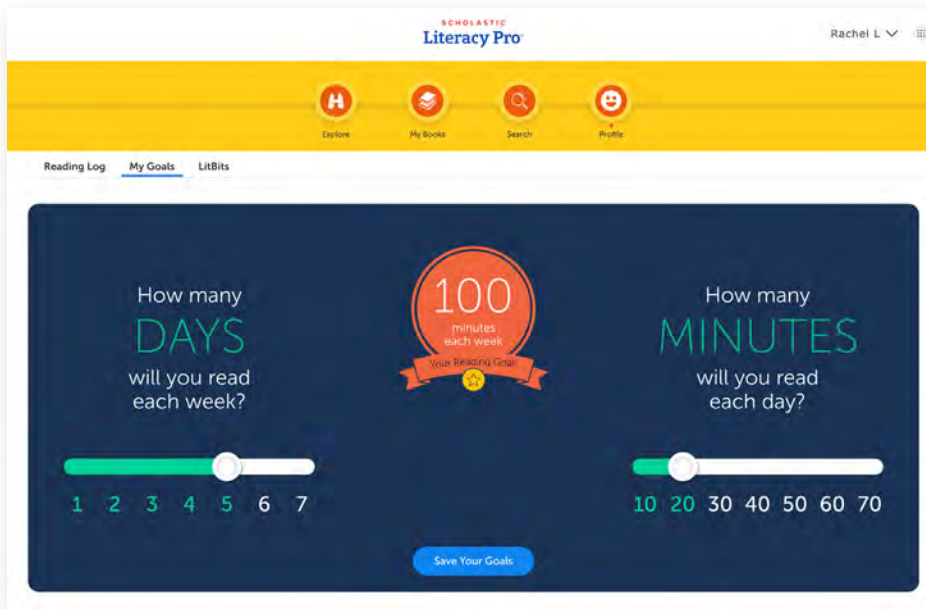 SCHOLASTIC
Literacy Pro
Rachel L
Explore
My Books
Search
Profile
Reading Log
My Goals
LitBits
How many
DAYS
will you read
each week?
1 2 3 4 5 6 7
100
minutes
each week
Your Reading Goal!
How many
MINUTES
will you read
each day?
10 20 30 40 50 60 70
Save Your Goals